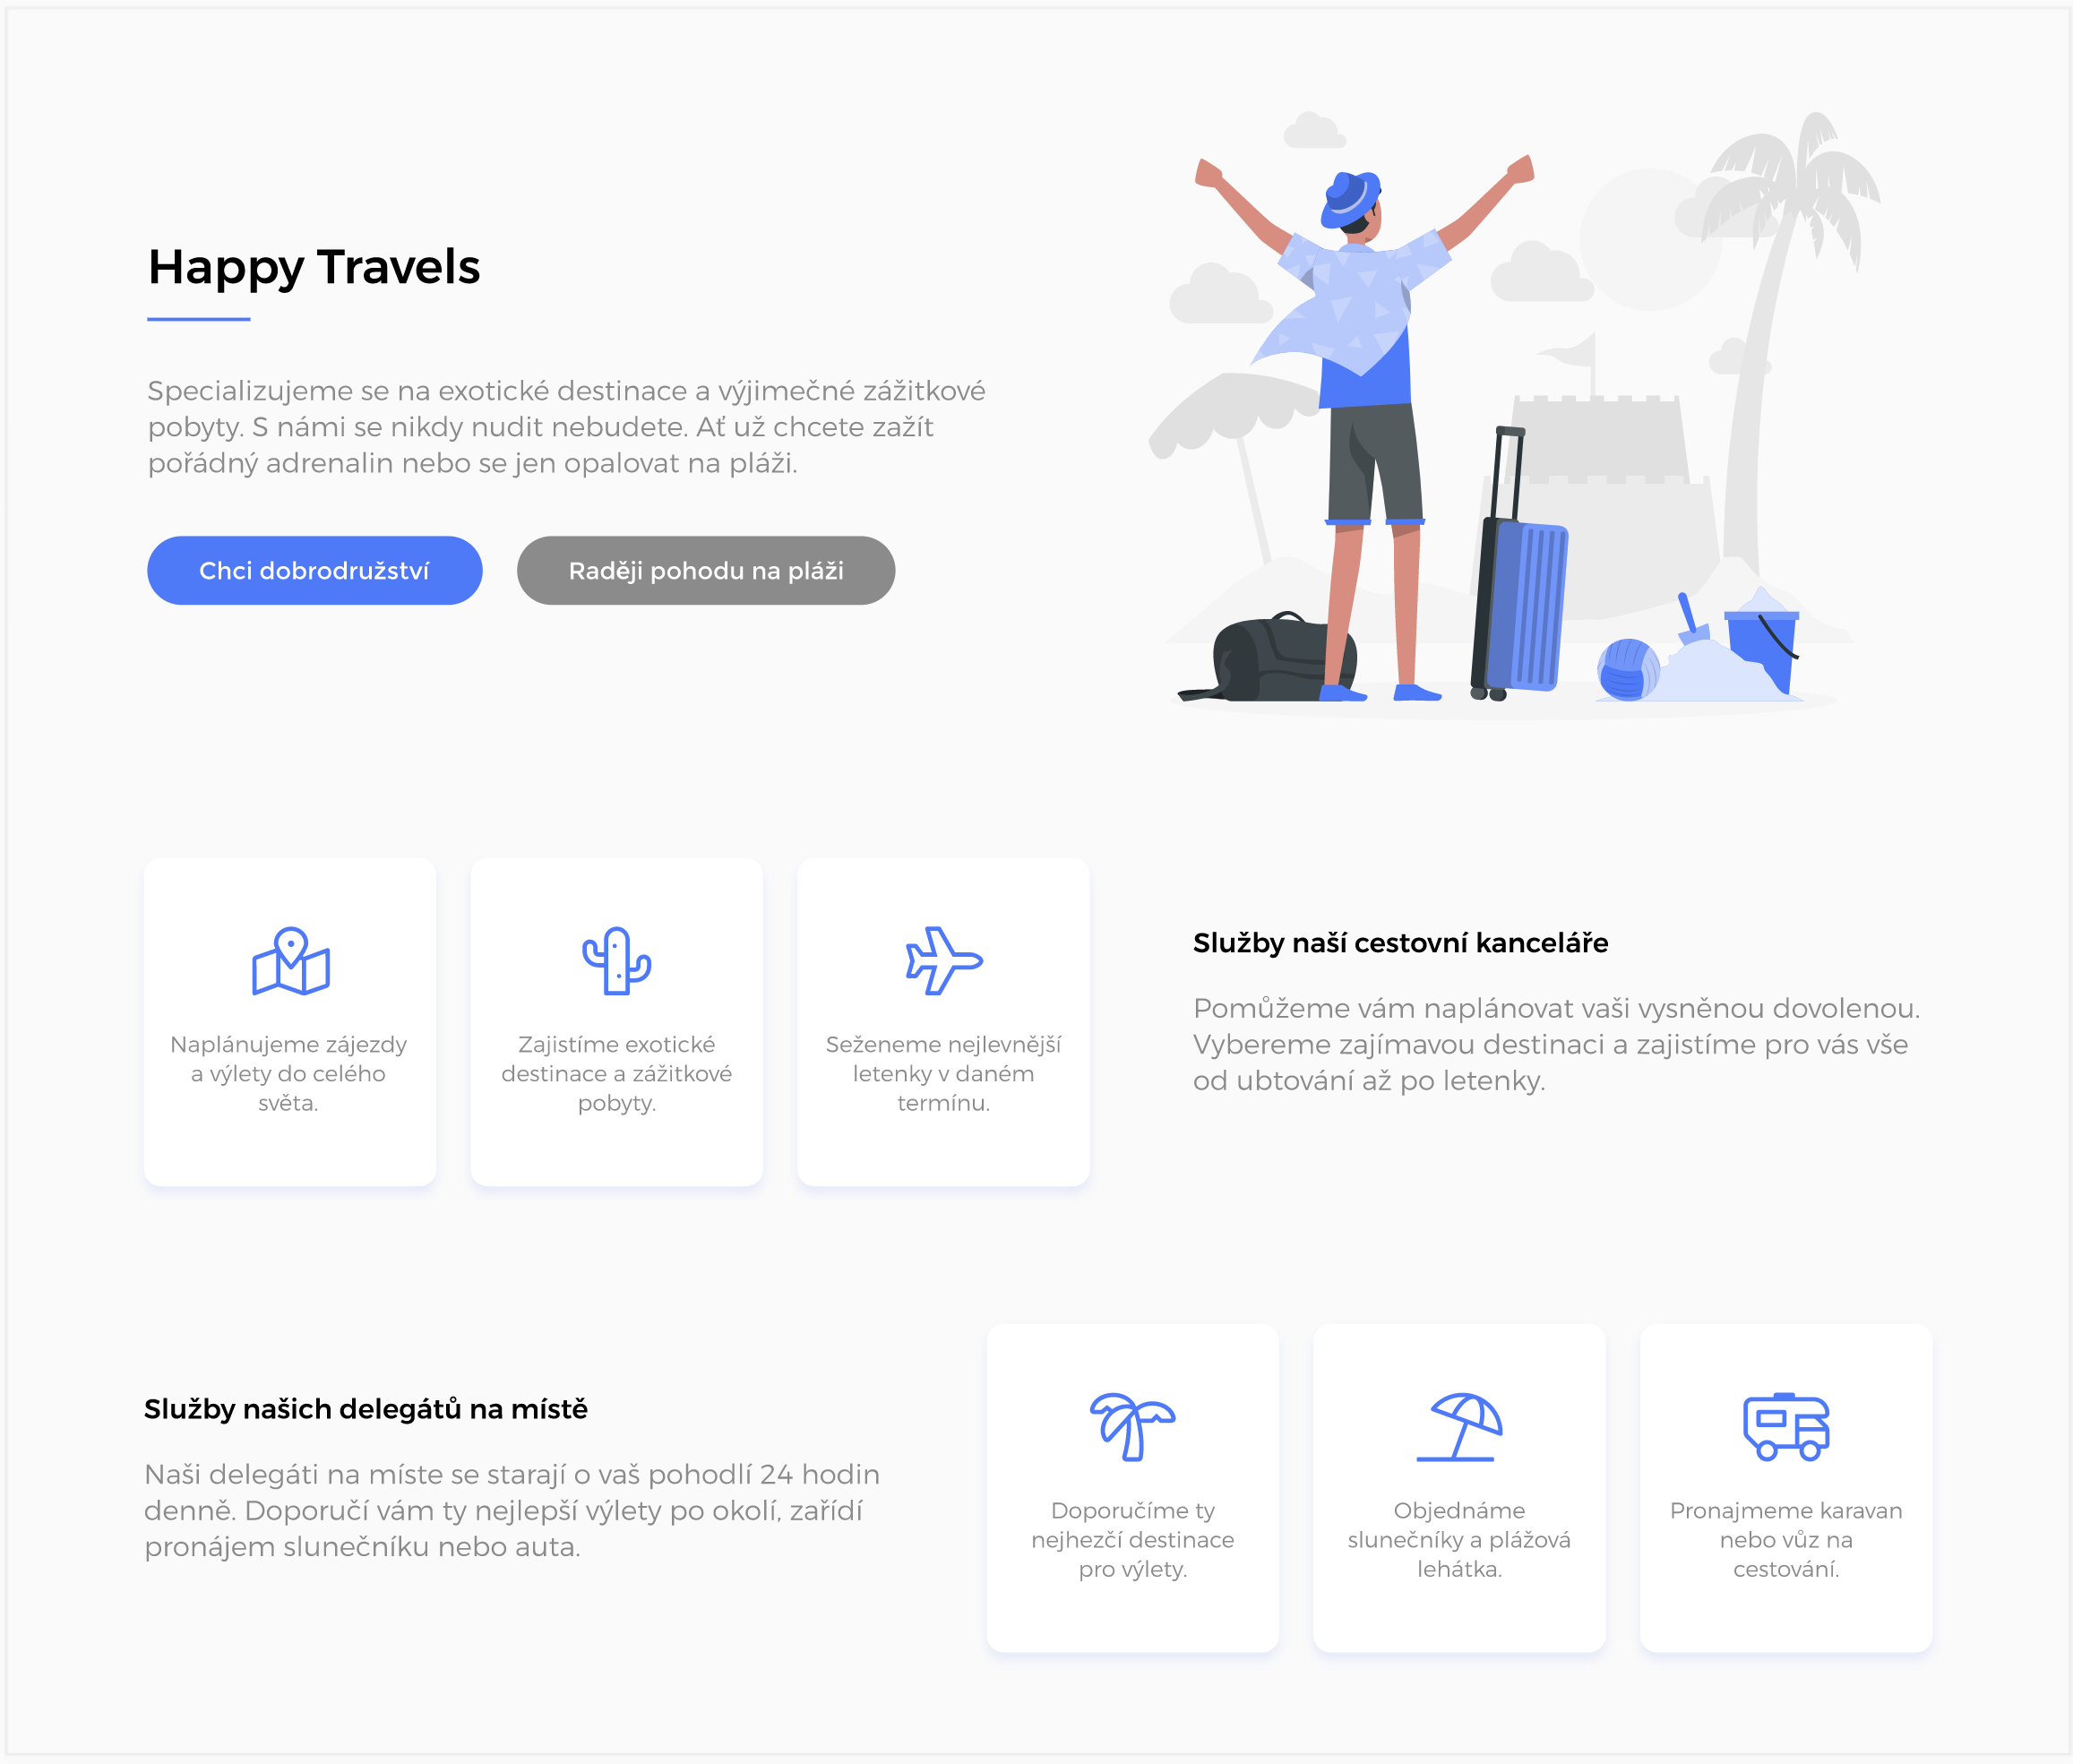 Happy Travels
Specializujeme se na exotické destinace a výjimečné zážitkové
pobyty. S námi se nikdy nudit nebudete. Ať už chcete zažít
pořádný adrenalin nebo se jen opalovat na pláži.
Chci dobrodružství
Raději pohodu na pláži
Naplánujeme zájezdy
a výlety do celého
světa.
Zajistíme exotické
destinace a zážitkové
pobyty.
Seženeme nejlevnější
letenky v daném
termínu.
Služby naší cestovní kanceláře
Pomůžeme vám naplánovat vaši vysněnou dovolenou.
Vybereme zajímavou destinaci a zajistíme pro vás vše
od ubtování až po letenky.
Služby našich delegátů na místě
Naši delegáti na míste se starají o vaš pohodlí 24 hodin
denně. Doporučí vám ty nejlepší výlety po okolí, zařídí
pronájem slunečníku nebo auta.
Doporučíme ty
nejhezčí destinace
pro výlety.
Objednáme
slunečníky a plážová
lehátka.
Pronajmeme karavan
nebo vůz na
cestování.